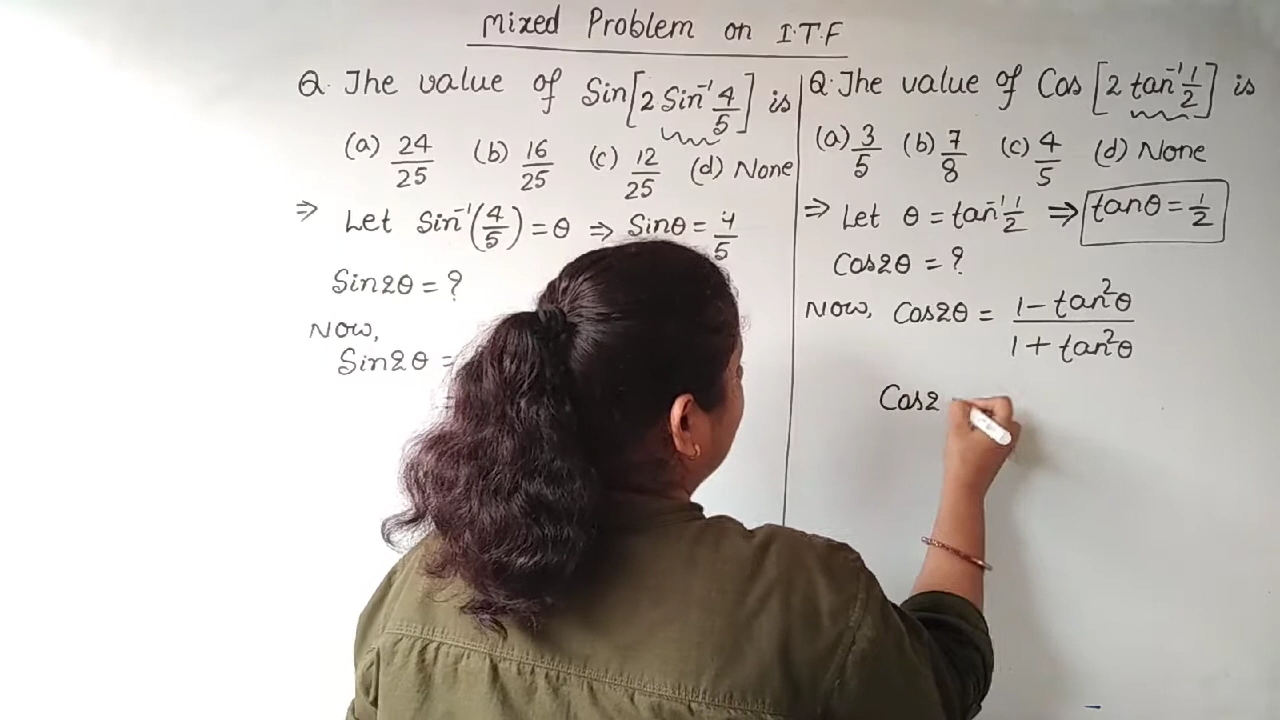 Mixed Problem on I.T.F
Q. The value of Sin[2 Sin⁻¹ 4/5] is
(a) 24/25 (b) 16/25 (c) 12/25 (d) None
⇒ Let Sin⁻¹(4/5) = θ ⇒ Sinθ = 4/5
Sin2θ = ?
Now,
Sin2θ =
Q. The value of Cos[2 tan⁻¹ 1/2] is
(a) 3/5 (b) 7/8 (c) 4/5 (d) None
⇒ Let θ = tan⁻¹ 1/2 ⇒ tanθ = 1/2
Cos2θ = ?
Now, Cos2θ = 1 - tan²θ / 1 + tan²θ
Cos2